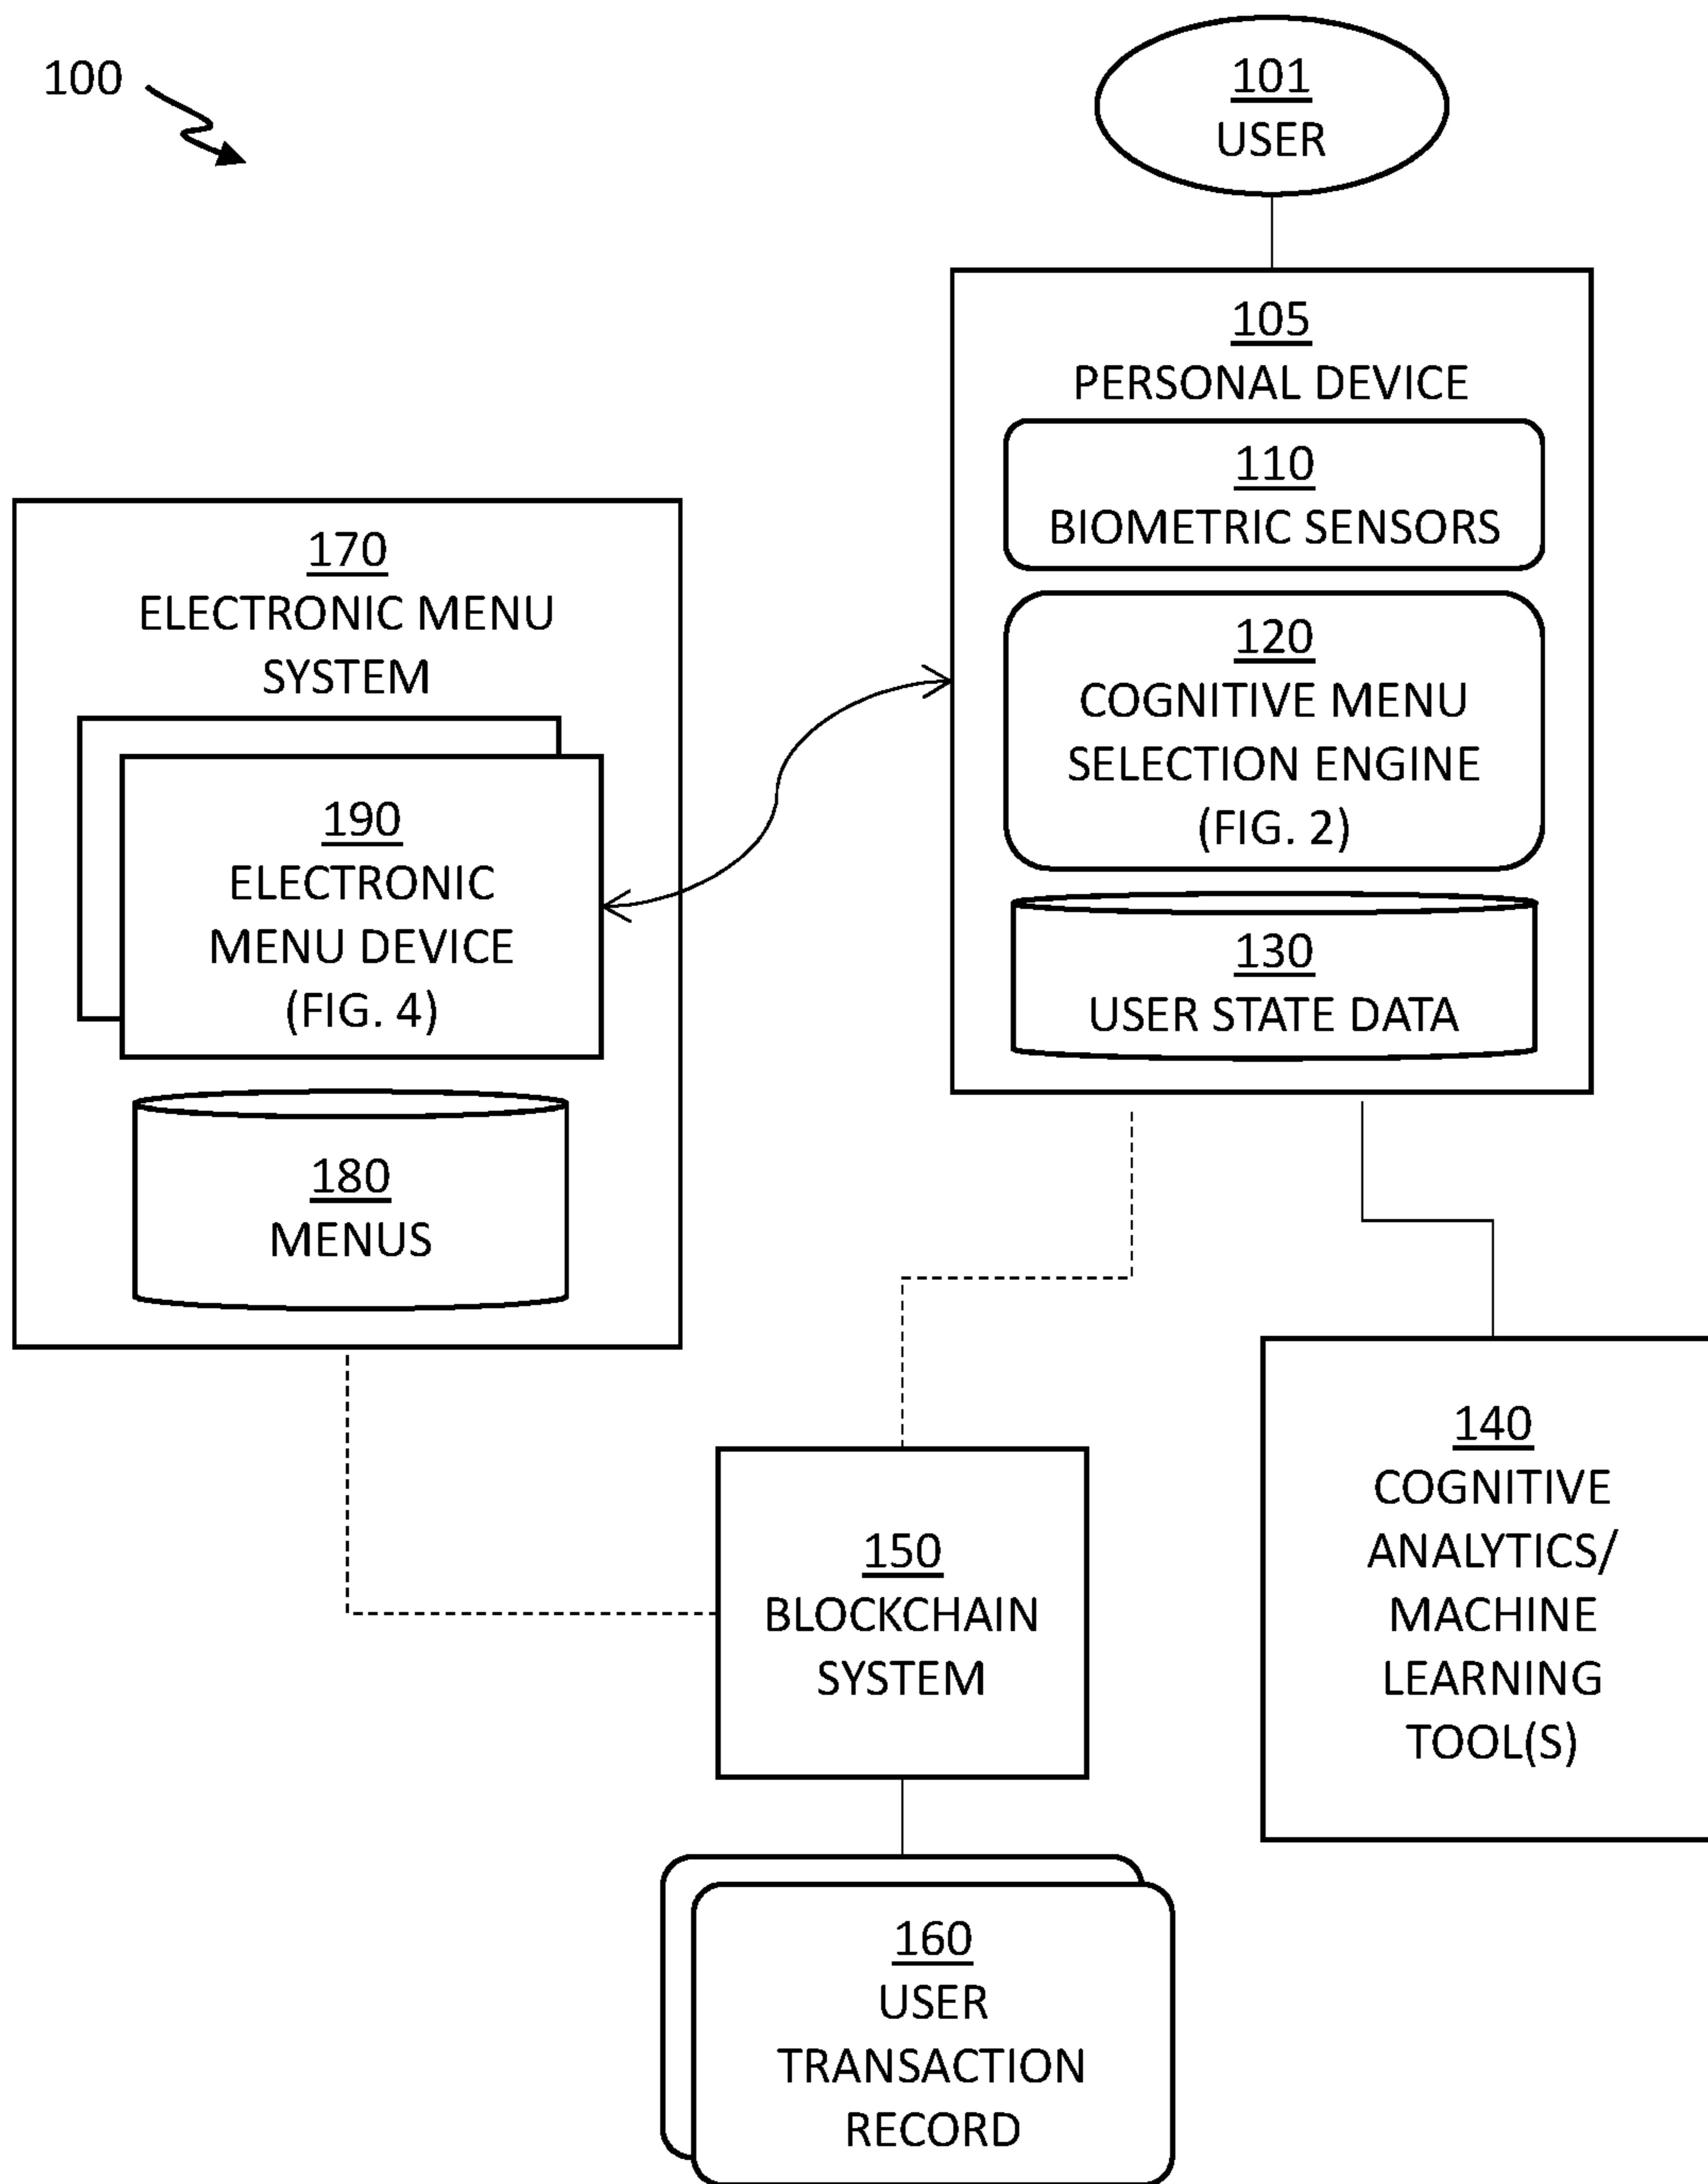 100
101
USER
105
PERSONAL DEVICE
110
BIOMETRIC SENSORS
120
COGNITIVE MENU
SELECTION ENGINE
(FIG. 2)
130
USER STATE DATA
170
ELECTRONIC MENU
SYSTEM
190
ELECTRONIC
MENU DEVICE
(FIG. 4)
180
MENUS
140
COGNITIVE
ANALYTICS/
MACHINE
LEARNING
TOOL(S)
150
BLOCKCHAIN
SYSTEM
160
USER
TRANSACTION
RECORD